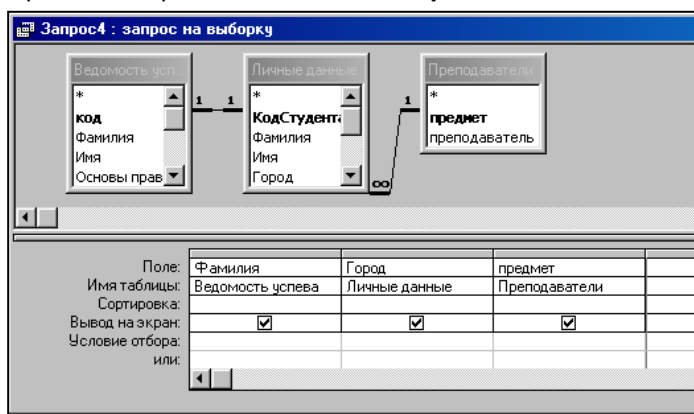 Запрос4 : запрос на выборку
Ведомость усп
Личные данные
Преподаватели
*
код
Фамилия
Имя
Основы прав
1 1
*
КодСтудента
Фамилия
Имя
Город
∞
1
*
предмет
преподаватель
Поле: Фамилия Город предмет
Имя таблицы: Ведомость успева Личные данные Преподаватели
Сортировка:
Вывод на экран:
Условие отбора:
или: